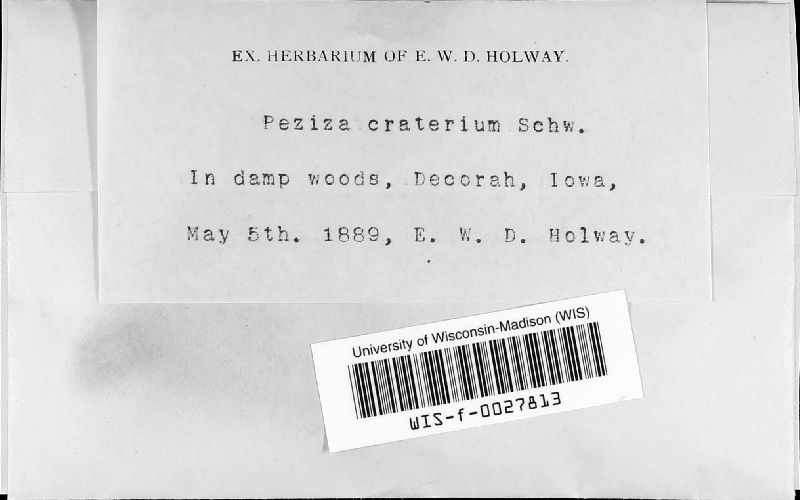 EX. HERBARIUM OF E. W. D. HOLWAY.
Peziza craterium Schw.
In damp woods, Decorah, Iowa,
May 5th. 1889, E. W. D. Holway.
University of Wisconsin-Madison (WIS)
WIS-f-0027813